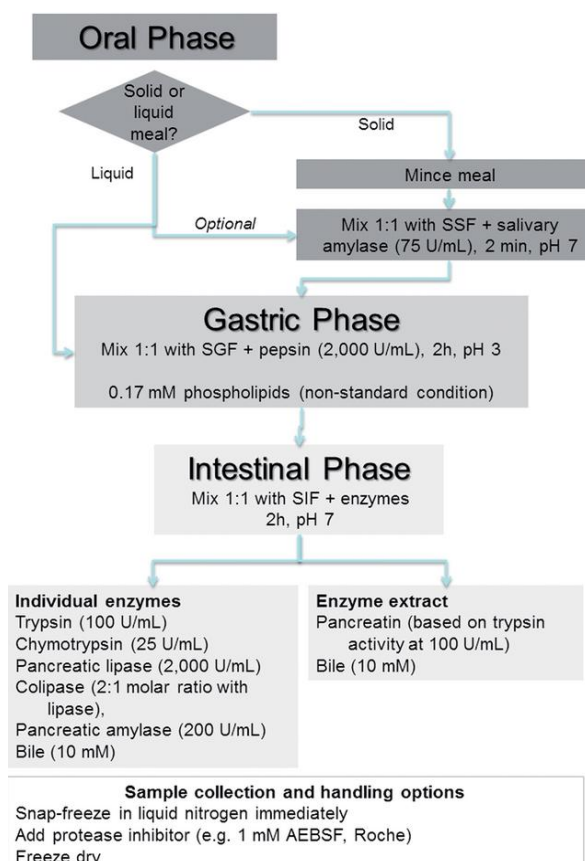 Oral Phase
Solid or
liquid
meal?
Solid
Liquid
Mince meal
Optional
Mix 1:1 with SSF + salivary
amylase (75 U/mL), 2 min, pH 7
Gastric Phase
Mix 1:1 with SGF + pepsin (2,000 U/mL), 2h, pH 3
0.17 mM phospholipids (non-standard condition)
Intestinal Phase
Mix 1:1 with SIF + enzymes
2h, pH 7
Individual enzymes
Trypsin (100 U/mL)
Chymotrypsin (25 U/mL)
Pancreatic lipase (2,000 U/mL)
Colipase (2:1 molar ratio with
lipase),
Pancreatic amylase (200 U/mL)
Bile (10 mM)
Enzyme extract
Pancreatin (based on trypsin
activity at 100 U/mL)
Bile (10 mM)
Sample collection and handling options
Snap-freeze in liquid nitrogen immediately
Add protease inhibitor (e.g. 1 mM AEBSF, Roche)
Freeze dry